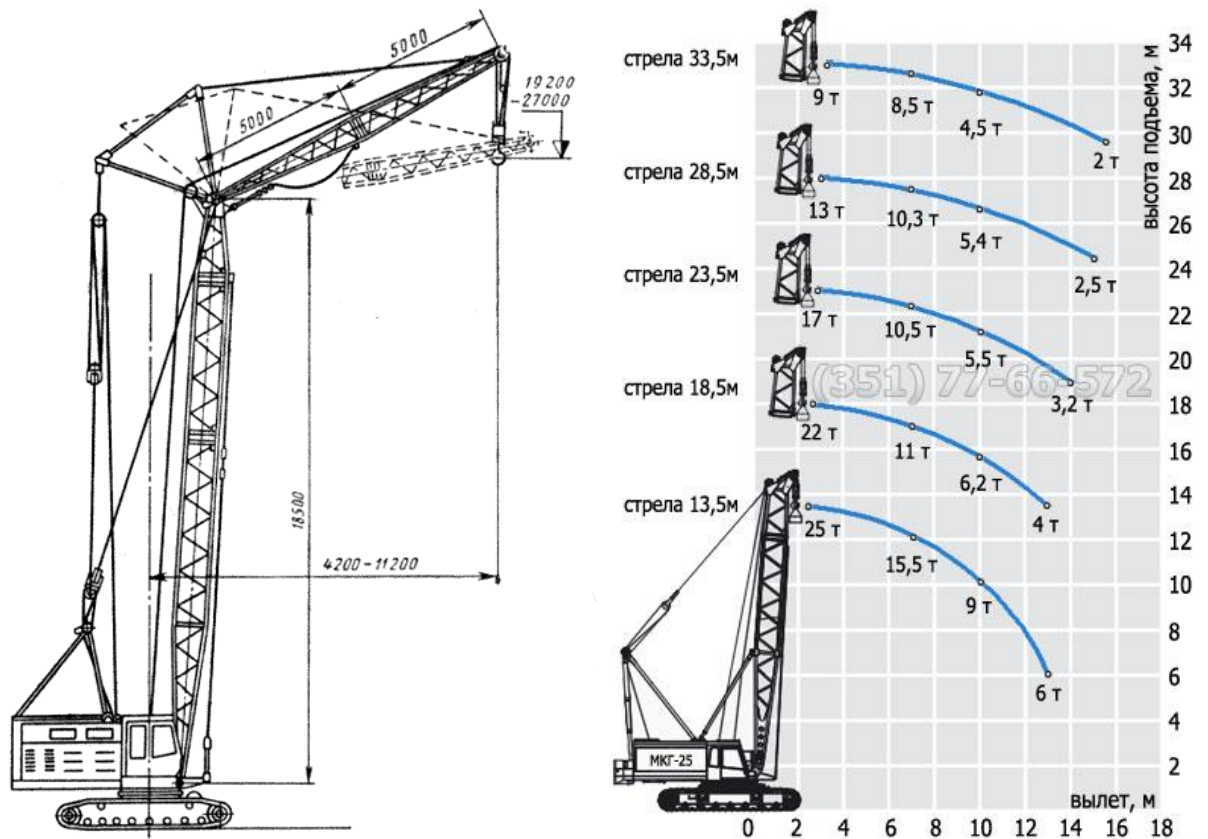 5000
5000
19200
-27000
18500
4200-11200
стрела 33,5м
9 т
8,5 т
4,5 т
2 т
стрела 28,5м
13 т
10,3 т
5,4 т
2,5 т
стрела 23,5м
17 т
10,5 т
5,5 т
3,2 т
(351) 77-66-572
стрела 18,5м
22 т
11 т
6,2 т
4 т
стрела 13,5м
25 т
15,5 т
9 т
6 т
МКГ-25
высота подъема, м
34
32
30
28
26
24
22
20
18
16
14
12
10
8
6
4
2
вылет, м
0 2 4 6 8 10 12 14 16 18